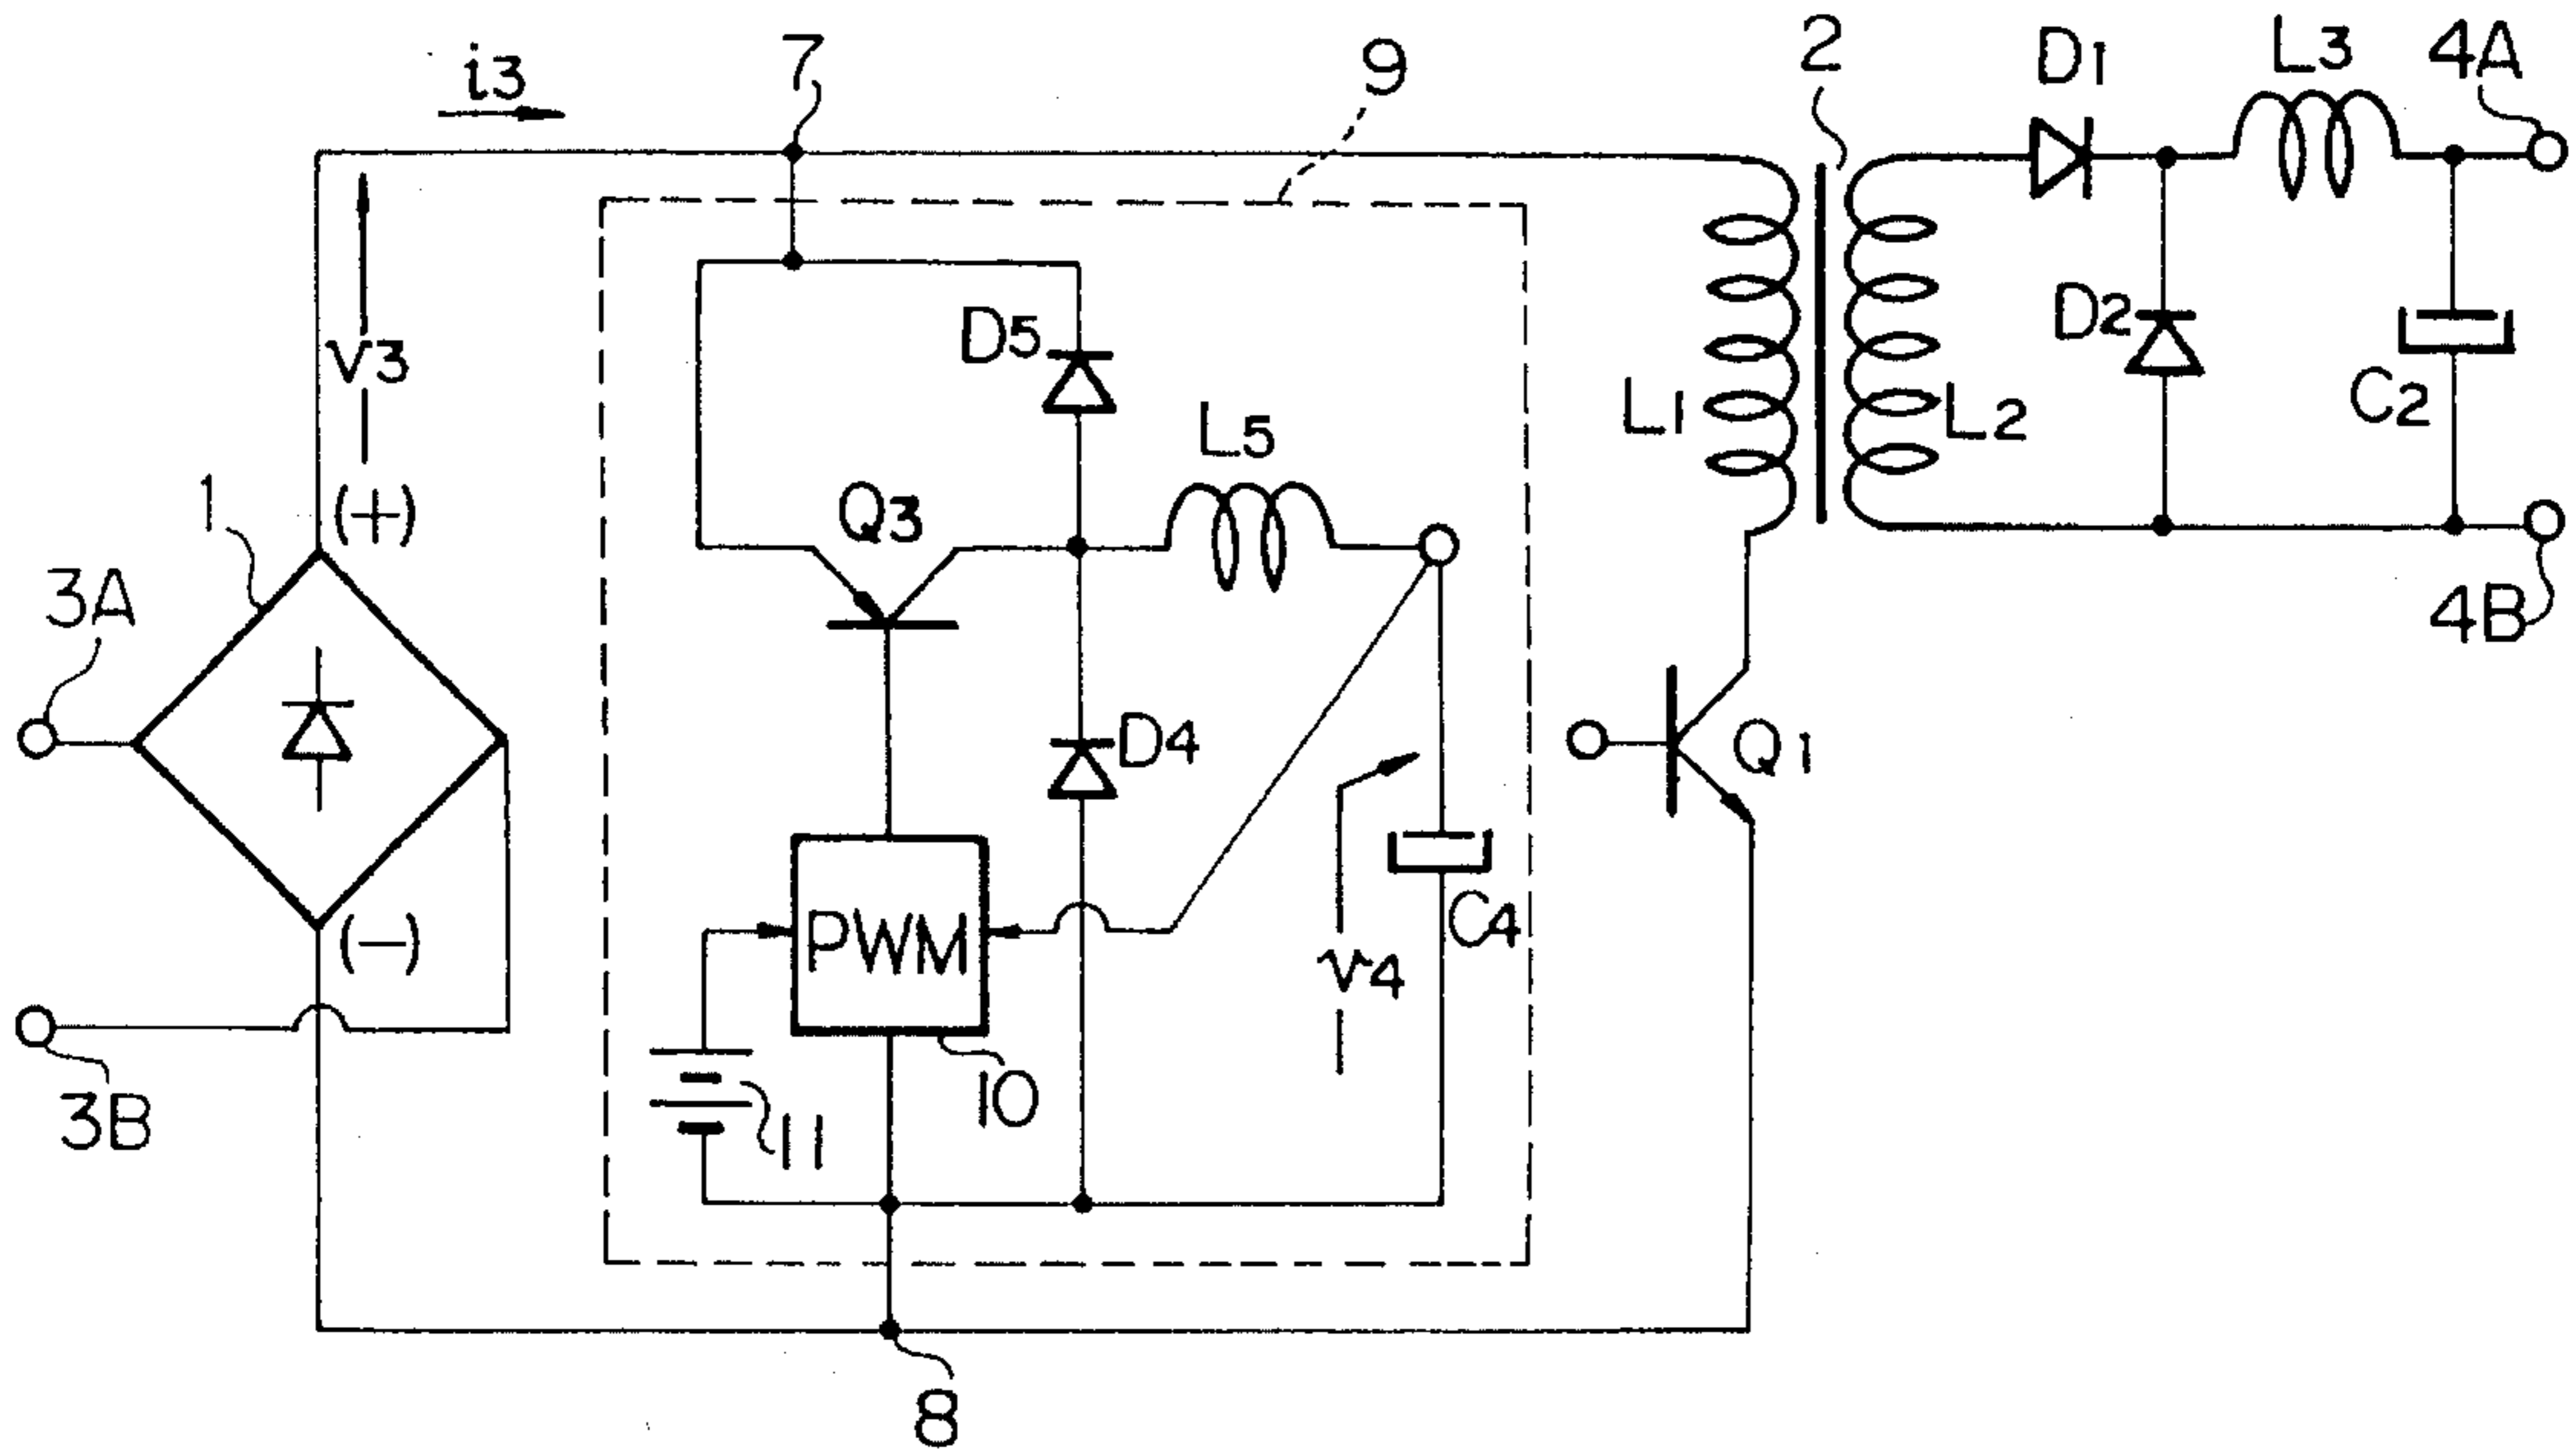 i3
7
9
2
D1
L3
4A
v3
D5
L5
L1
L2
D2
C2
(+)
1
Q3
3A
4B
D4
Q1
PWM
C4
(—)
v4
10
11
3B
8